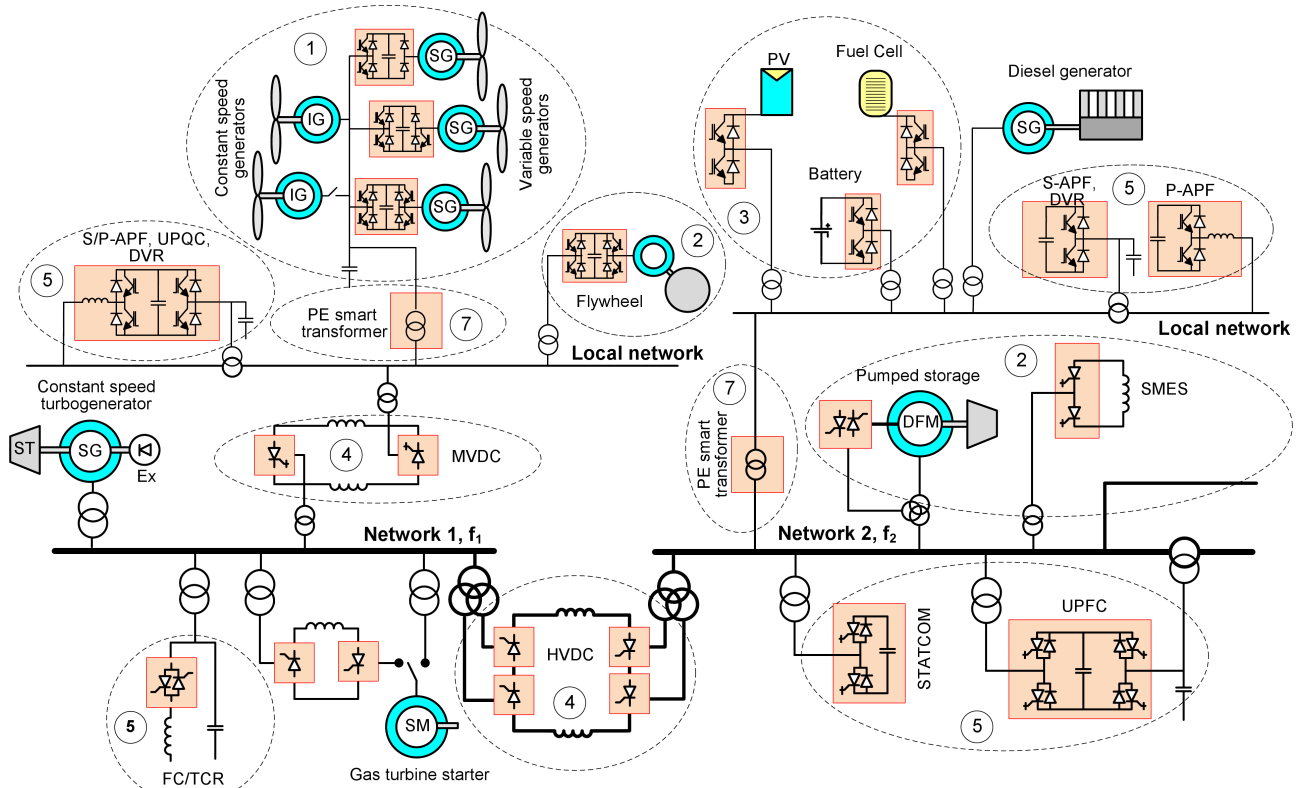 1
SG
Constant speed
generators
IG
SG
Variable speed
generators
IG
SG
PV
Fuel Cell
Diesel generator
SG
3
Battery
S-APF,
DVR
5
P-APF
S/P-APF, UPQC,
DVR
5
2
Flywheel
PE smart
transformer
7
Local network
Local network
Constant speed
turbogenerator
ST
SG
Ex
4
MVDC
7
PE smart
transformer
Pumped storage
DFM
2
SMES
Network 1, f1
Network 2, f2
HVDC
4
5
FC/TCR
SM
Gas turbine starter
STATCOM
UPFC
5